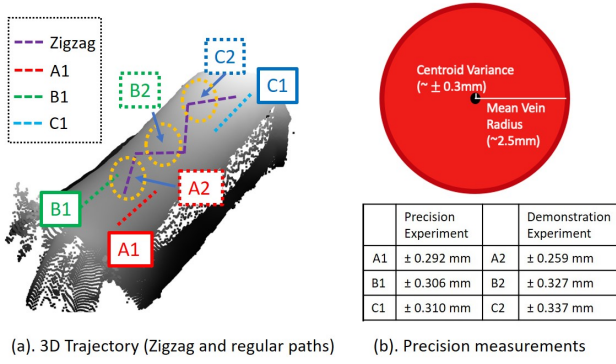 Zigzag
A1
B1
C1
C2
C1
B2
B1
A2
A1
(a). 3D Trajectory (Zigzag and regular paths)
Centroid Variance
(~ ± 0.3mm)
Mean Vein
Radius
(~2.5mm)
Precision Experiment Demonstration Experiment
A1 ± 0.292 mm A2 ± 0.259 mm
B1 ± 0.306 mm B2 ± 0.327 mm
C1 ± 0.310 mm C2 ± 0.337 mm
(b). Precision measurements